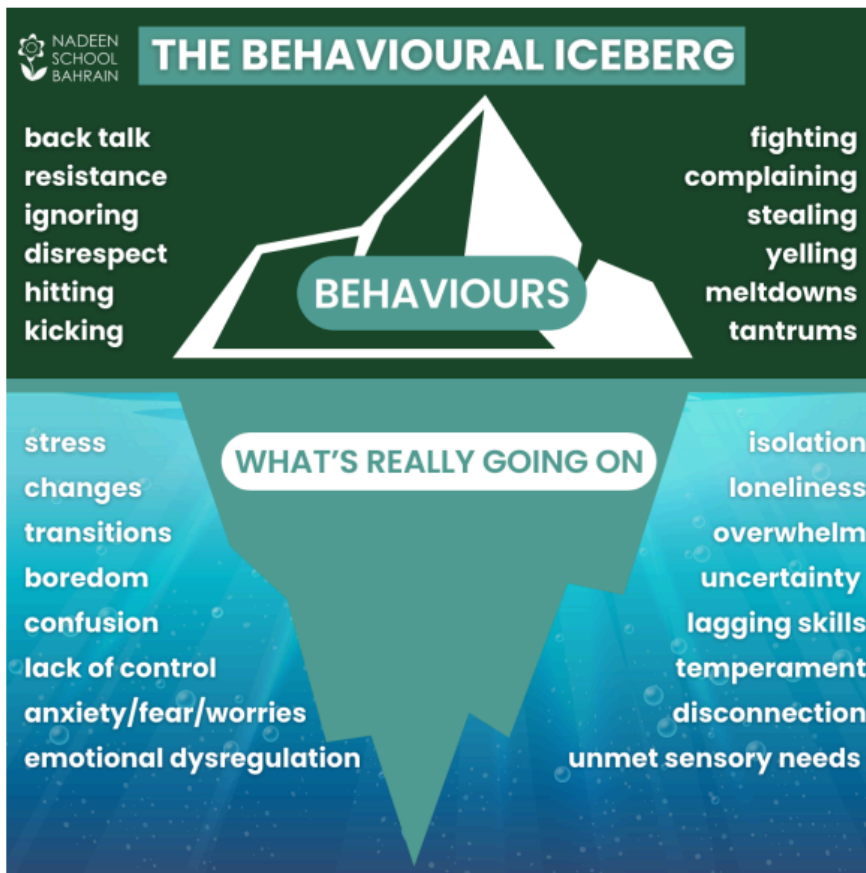 NADEEN
SCHOOL
BAHRAIN
THE BEHAVIOURAL ICEBERG
back talk
resistance
ignoring
disrespect
hitting
kicking
fighting
complaining
stealing
yelling
meltdowns
tantrums
BEHAVIOURS
WHAT'S REALLY GOING ON
stress
changes
transitions
boredom
confusion
lack of control
anxiety/fear/worries
emotional dysregulation
isolation
loneliness
overwhelm
uncertainty
lagging skills
temperament
disconnection
unmet sensory needs